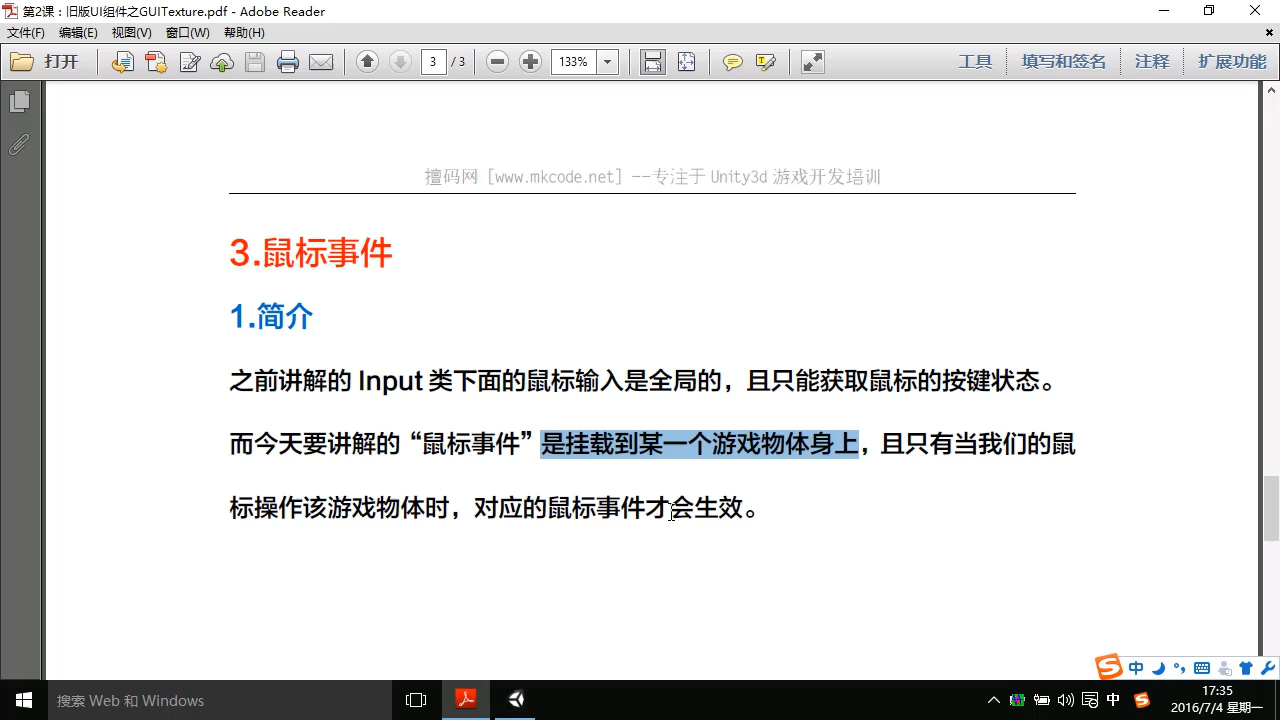 第2课：旧版UI组件之GUITexture.pdf - Adobe Reader
文件(F) 编辑(E) 视图(V) 窗口(W) 帮助(H)
打开 3 / 3 133% 工具 填写和签名 注释 扩展功能
擅码网 [www.mkcode.net] --专注于 Unity3d 游戏开发培训
3.鼠标事件
1.简介
之前讲解的 Input 类下面的鼠标输入是全局的，且只能获取鼠标的按键状态。
而今天要讲解的“鼠标事件”是挂载到某一个游戏物体身上，且只有当我们的鼠
标操作该游戏物体时，对应的鼠标事件才会生效。
中
搜索 Web 和 Windows
中
17:35
2016/7/4 星期一